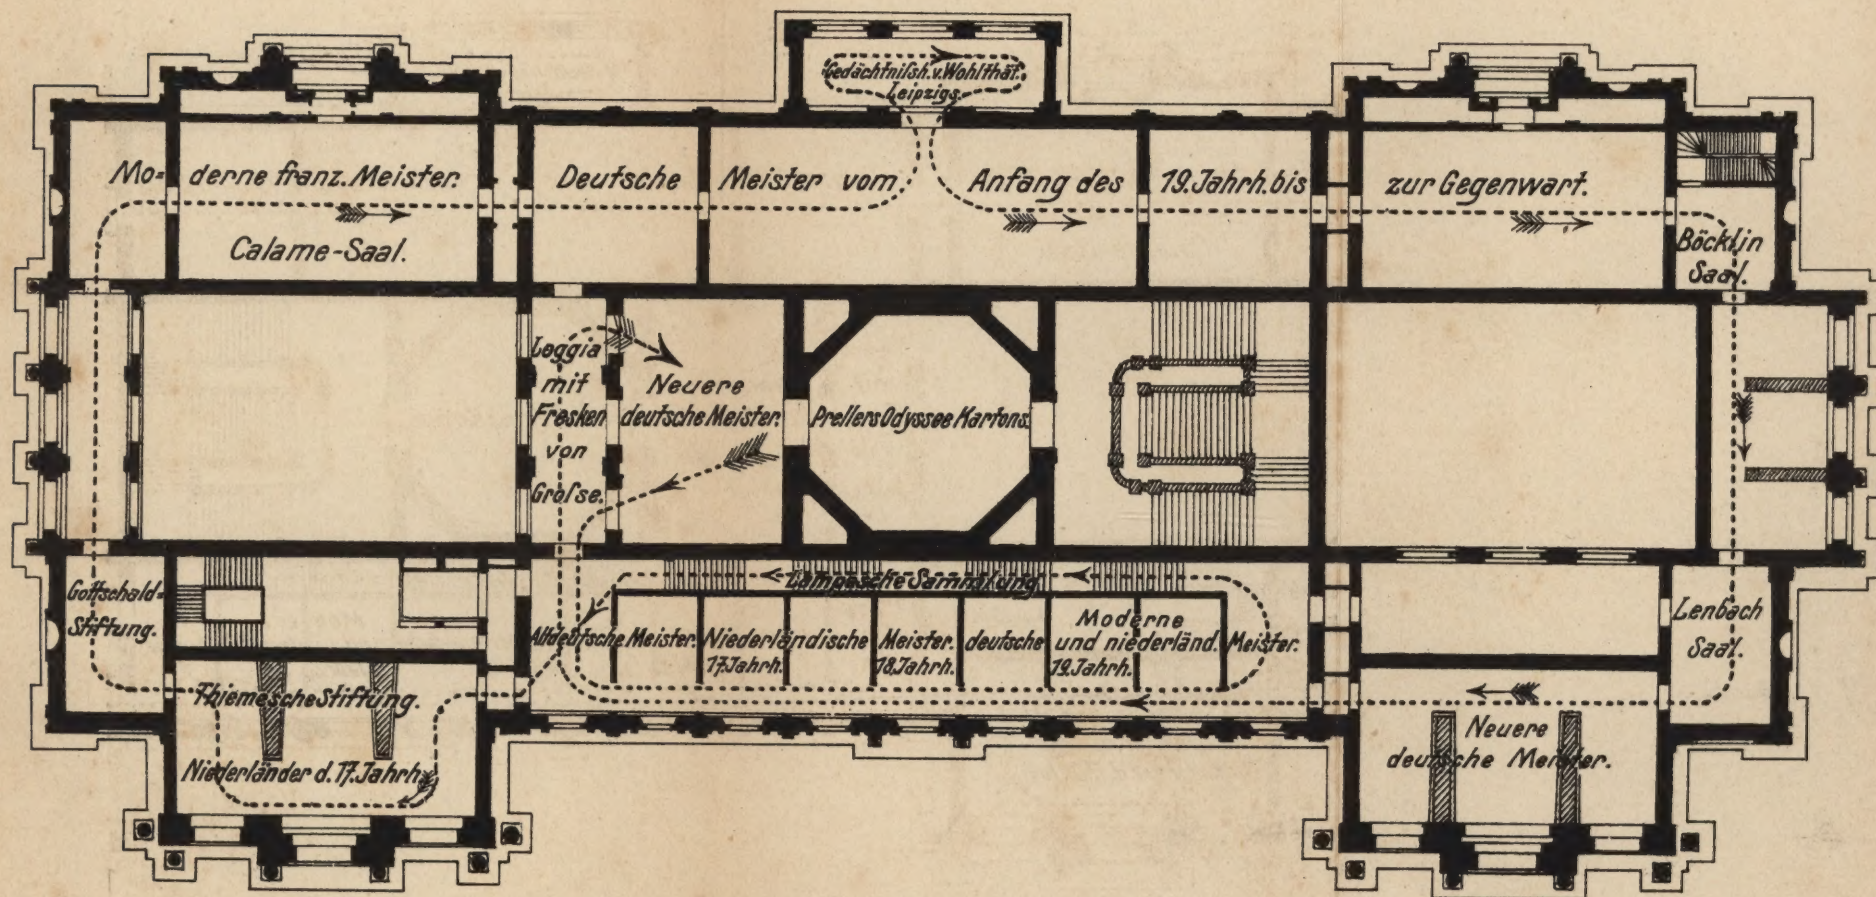 Gedächtnißh. v. Wohlthät.
Leipzigs.
Mo= derne franz. Meister.
Calame-Saal.
Deutsche Meister vom Anfang des 19. Jahrh. bis zur Gegenwart.
Böcklin
Saal.
Loggia
mit
Fresken
von
Großse.
Neuere
deutsche Meister.
Prellers Odyssee Kartons.
Gottschald=
Stiftung.
Lampesche Sammlung
Altdeutsche Meister.
Niederländische Meister.
17. Jahrh. 18. Jahrh.
Moderne
deutsche und niederländ. Meister.
19. Jahrh.
Lenbach
Saal.
Thiemesche Stiftung.
Niederländer d. 17. Jahrh.
Neuere
deutsche Meister.